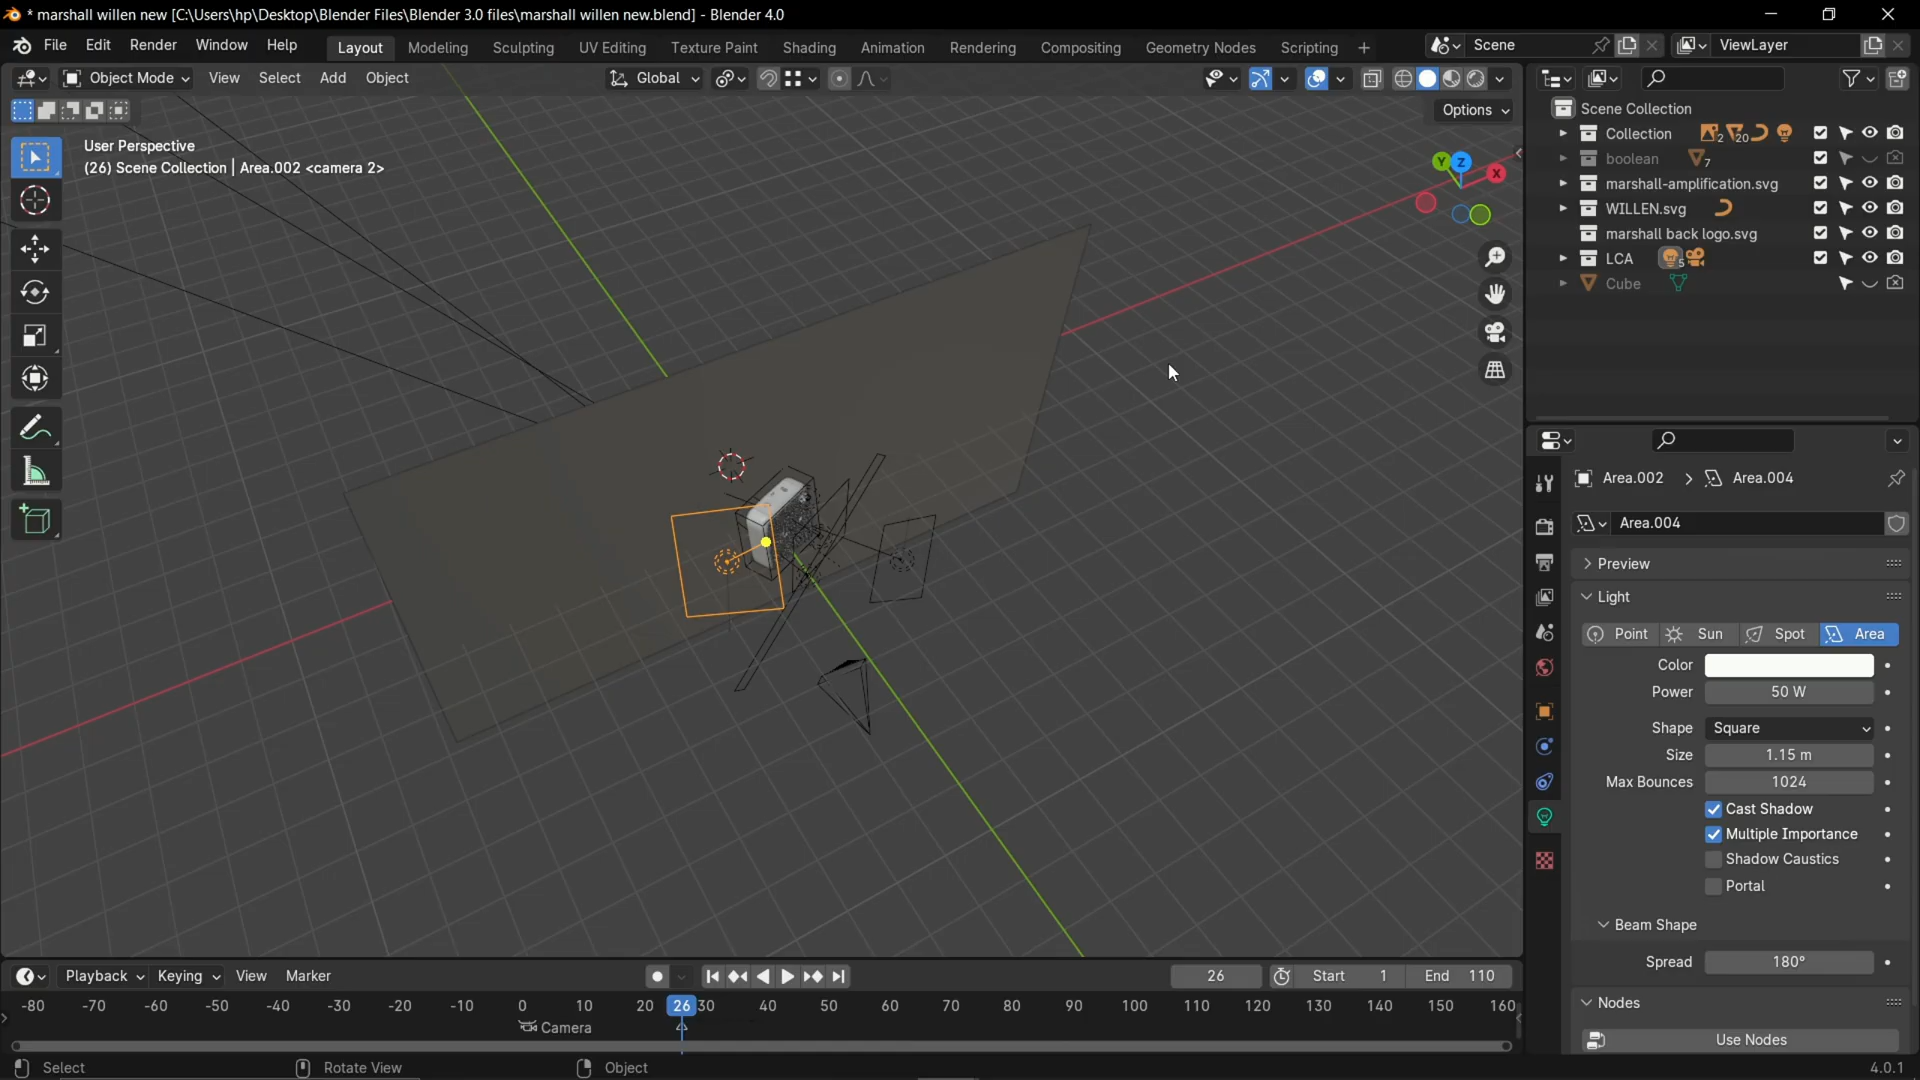 * marshall willen new [C:\Users\hp\Desktop\Blender Files\Blender 3.0 files\marshall willen new.blend] - Blender 4.0
File Edit Render Window Help Layout Modeling Sculpting UV Editing Texture Paint Shading Animation Rendering Compositing Geometry Nodes Scripting + Scene ViewLayer
Object Mode View Select Add Object Global
Options
User Perspective
(26) Scene Collection | Area.002 <camera 2>
Y Z X
Scene Collection
Collection 2 20
boolean 7
marshall-amplification.svg
WILLEN.svg
marshall back logo.svg
LCA 5
Cube
Area.002 > Area.004
Area.004
Preview
Light
Point Sun Spot Area
Color
Power 50 W
Shape Square
Size 1.15 m
Max Bounces 1024
Cast Shadow
Multiple Importance
Shadow Caustics
Portal
Beam Shape
Spread 180°
Nodes
Use Nodes
Playback Keying View Marker 26 Start 1 End 110
-80 -70 -60 -50 -40 -30 -20 -10 0 10 20 26 30 40 50 60 70 80 90 100 110 120 130 140 150 160
Camera
Select Rotate View Object 4.0.1